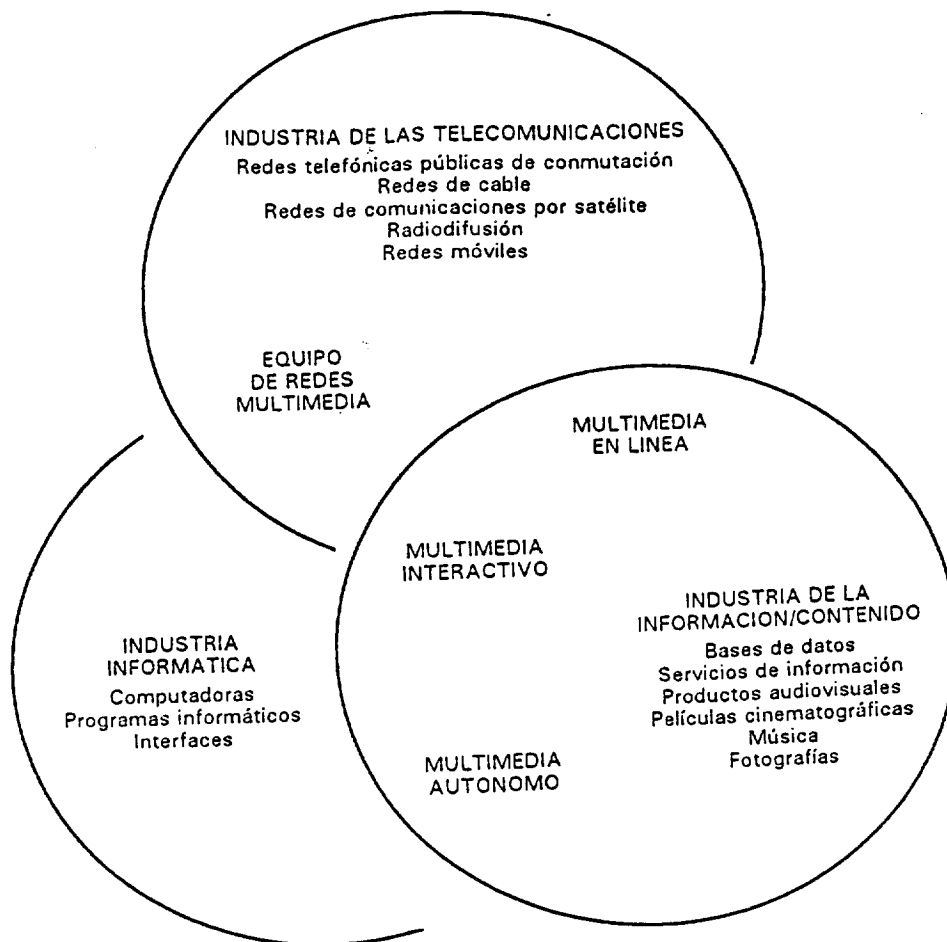 INDUSTRIA DE LAS TELECOMUNICACIONES
Redes telefónicas públicas de conmutación
Redes de cable
Redes de comunicaciones por satélite
Radiodifusión
Redes móviles
EQUIPO
DE REDES
MULTIMEDIA
MULTIMEDIA
EN LINEA
MULTIMEDIA
INTERACTIVO
INDUSTRIA DE LA
INFORMACION/CONTENIDO
Bases de datos
Servicios de información
Productos audiovisuales
Películas cinematográficas
Música
Fotografías
INDUSTRIA
INFORMATICA
Computadoras
Programas informáticos
Interfaces
MULTIMEDIA
AUTONOMO